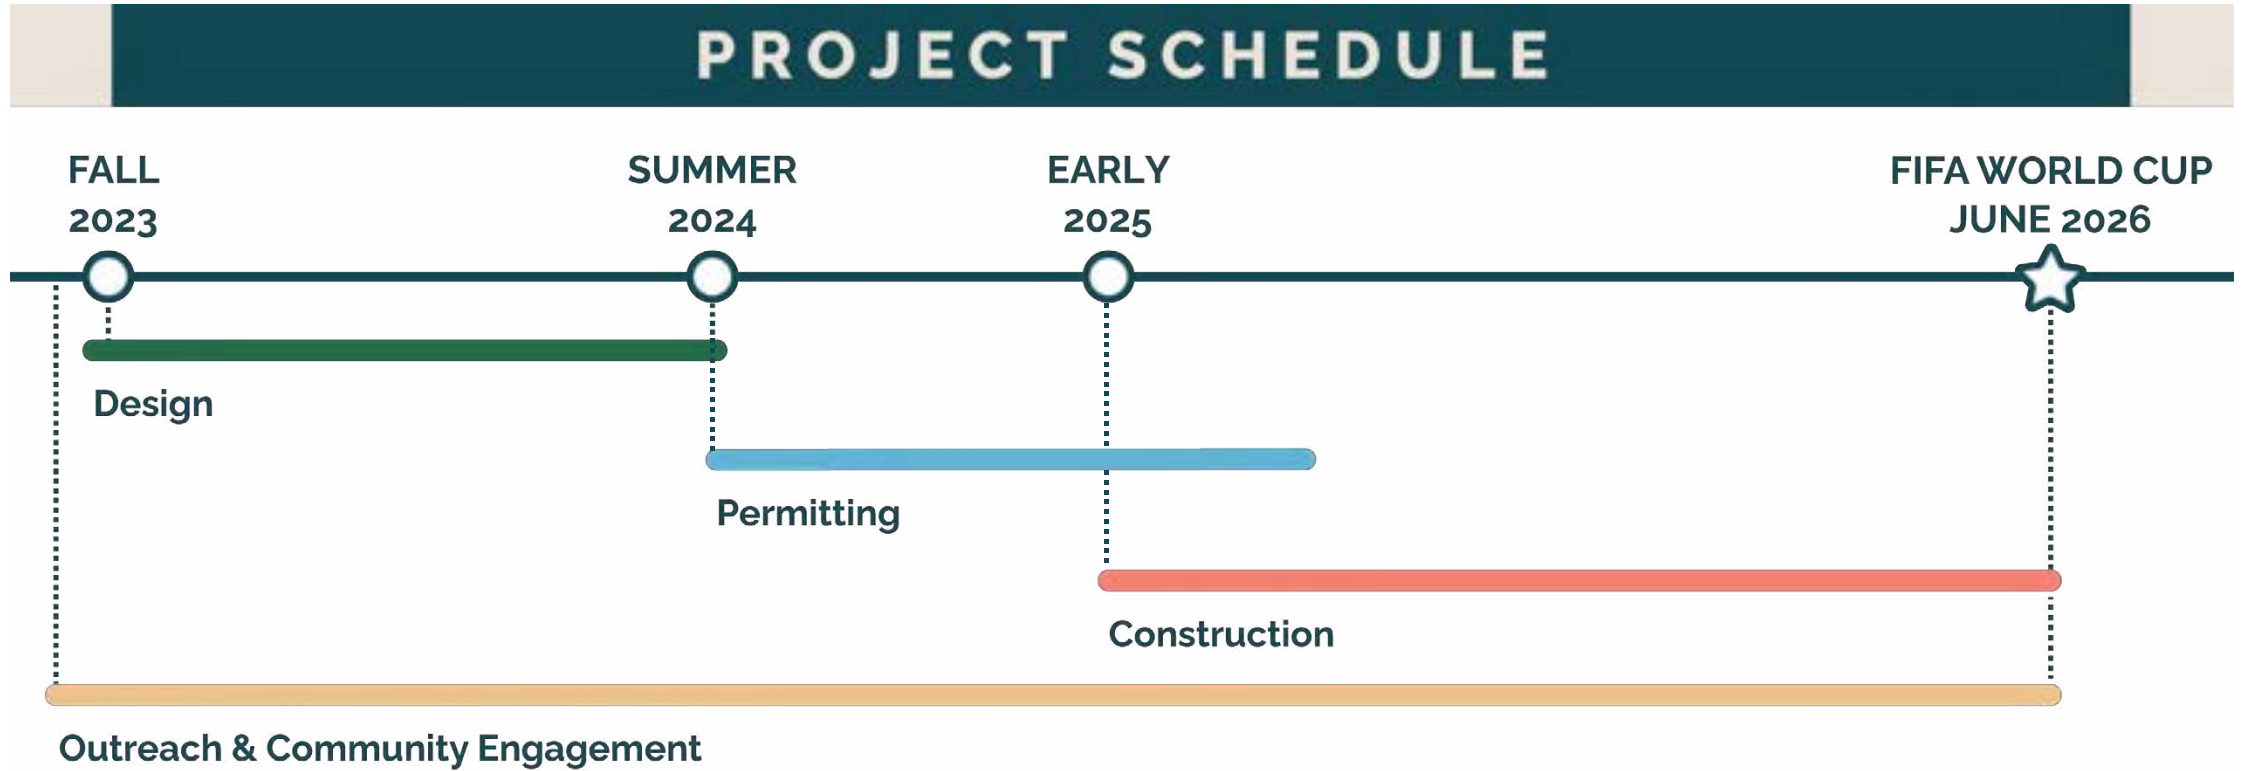 PROJECT SCHEDULE
FALL
2023
SUMMER
2024
EARLY
2025
FIFA WORLD CUP
JUNE 2026
Design
Permitting
Construction
Outreach & Community Engagement